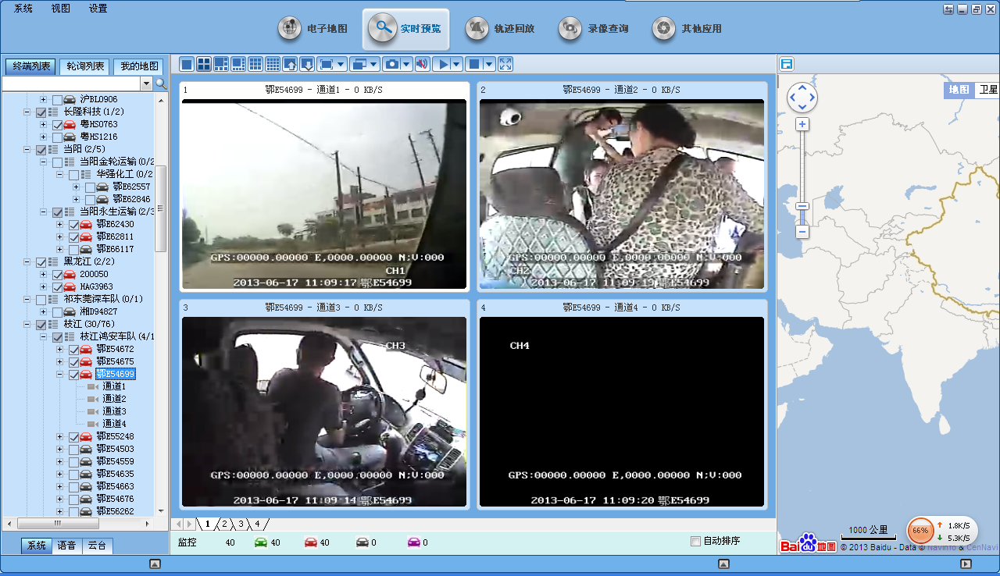 系统 视图 设置
电子地图 实时预览 轨迹回放 录像查询 其他应用
终端列表 轮询列表 我的地图
沪BL0906
长隆科技(1/2)
粤HS0763
粤HS1216
当阳(2/5)
当阳金轮运输(0/2
华强化工(0/2
鄂E62557
鄂E62846
当阳永生运输(2/3
鄂E62430
鄂E62811
鄂E66117
黑龙江(2/2)
200050
HAG3963
祁东莞深车队(0/1)
湘D94827
枝江(30/76)
枝江鸿安车队(4/1
鄂E54672
鄂E54675
鄂E54699
通道1
通道2
通道3
通道4
鄂E55248
鄂E54503
鄂E54559
鄂E54635
鄂E54663
鄂E54676
鄂E56262
系统 语音 云台
1 鄂E54699 - 通道1 - 0 KB/S
GPS:00000.00000 E,0000.00000 N;V:000
CH1
2013-06-17 11:09:17 鄂E54699
2 鄂E54699 - 通道2 - 0 KB/S
GPS:00000.00000 E,0000.00000 N;V:000
CH2
2013-06-17 11:09:19 鄂E54699
3 鄂E54699 - 通道3 - 0 KB/S
CH3
GPS:00000.00000 E,0000.00000 N;V:000
2013-06-17 11:09:14 鄂E54699
4 鄂E54699 - 通道4 - 0 KB/S
CH4
GPS:00000.00000 E,0000.00000 N;V:000
2013-06-17 11:09:20 鄂E54699
1 2 3 4
监控 40 40 40 0 0 自动排序
地图 卫星
1000 公里
66% 1.8K/S
5.3K/S
Bai du 地图 © 2013 Baidu - Data © NavInfo & CenNavi